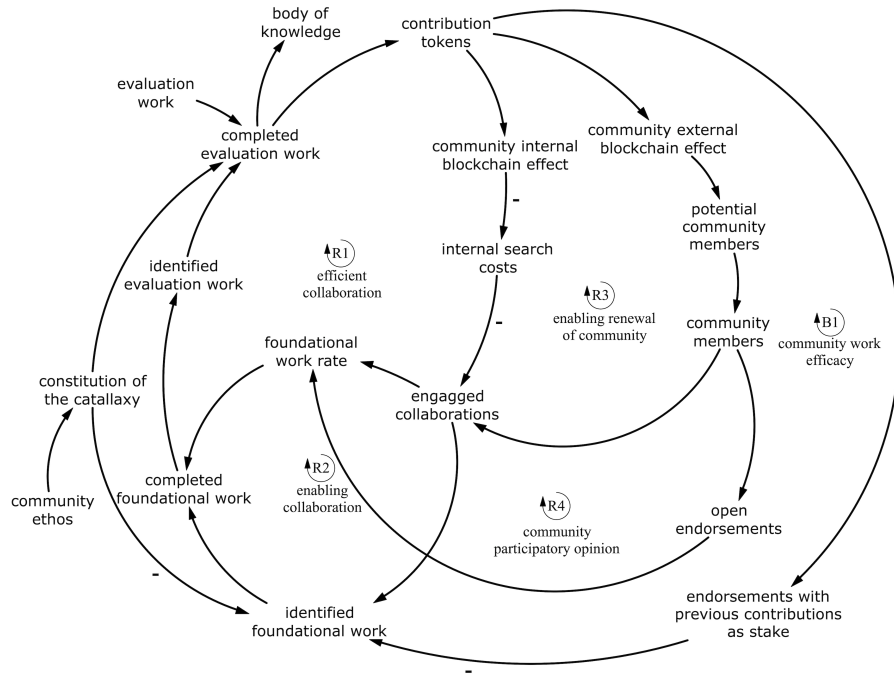 body of
knowledge
contribution
tokens
evaluation
work
completed
evaluation work
community internal
blockchain effect
community external
blockchain effect
-
potential
community
members
identified
evaluation work
R1
efficient
collaboration
internal search
costs
R3
enabling renewal
of community
community
members
B1
community work
efficacy
-
foundational
work rate
constitution of
the catallaxy
engagged
collaborations
community
ethos
completed
foundational work
R2
enabling
collaboration
R4
community
participatory opinion
open
endorsements
-
identified
foundational work
endorsements with
previous contributions
as stake
-